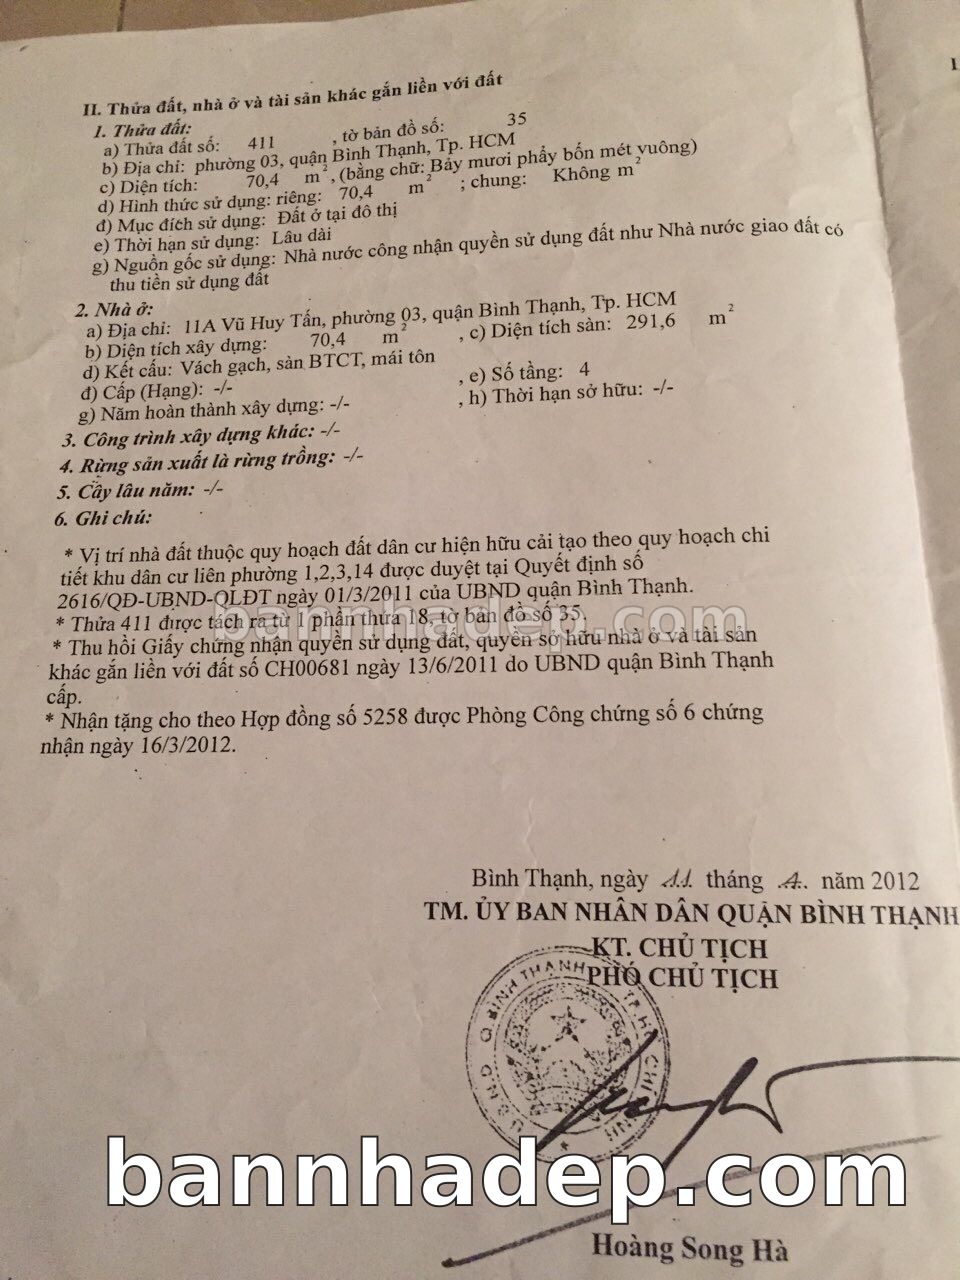 II. Thửa đất, nhà ở và tài sản khác gắn liền với đất
1. Thửa đất:
a) Thửa đất số: 411 , tờ bản đồ số: 35
b) Địa chỉ: phường 03, quận Bình Thạnh, Tp. HCM
c) Diện tích: 70,4 m², (bằng chữ: Bảy mươi phẩy bốn mét vuông)
d) Hình thức sử dụng: riêng: 70,4 m² ; chung: Không m²
đ) Mục đích sử dụng: Đất ở tại đô thị
e) Thời hạn sử dụng: Lâu dài
g) Nguồn gốc sử dụng: Nhà nước công nhận quyền sử dụng đất như Nhà nước giao đất có
thu tiền sử dụng đất
2. Nhà ở:
a) Địa chỉ: 11A Vũ Huy Tấn, phường 03, quận Bình Thạnh, Tp. HCM
b) Diện tích xây dựng: 70,4 m² , c) Diện tích sàn: 291,6 m²
d) Kết cấu: Vách gạch, sàn BTCT, mái tôn
đ) Cấp (Hạng): -/- , e) Số tầng: 4
g) Năm hoàn thành xây dựng: -/- , h) Thời hạn sở hữu: -/-
3. Công trình xây dựng khác: -/-
4. Rừng sản xuất là rừng trồng: -/-
5. Cây lâu năm: -/-
6. Ghi chú:
* Vị trí nhà đất thuộc quy hoạch đất dân cư hiện hữu cải tạo theo quy hoạch chi
tiết khu dân cư liên phường 1,2,3,14 được duyệt tại Quyết định số
2616/QĐ-UBND-QLĐT ngày 01/3/2011 của UBND quận Bình Thạnh.
bannhadep.com
* Thửa 411 được tách ra từ 1 phần thửa 18, tờ bản đồ số 35.
* Thu hồi Giấy chứng nhận quyền sử dụng đất, quyền sở hữu nhà ở và tài sản
khác gắn liền với đất số CH00681 ngày 13/6/2011 do UBND quận Bình Thạnh
cấp.
* Nhận tặng cho theo Hợp đồng số 5258 được Phòng Công chứng số 6 chứng
nhận ngày 16/3/2012.
Bình Thạnh, ngày 11 tháng 4 năm 2012
TM. ỦY BAN NHÂN DÂN QUẬN BÌNH THẠNH
KT. CHỦ TỊCH
PHÓ CHỦ TỊCH
U.B.N.D Q.BÌNH THẠNH TP.HỒ CHÍ MINH
bannhadep.com
Hoàng Song Hà